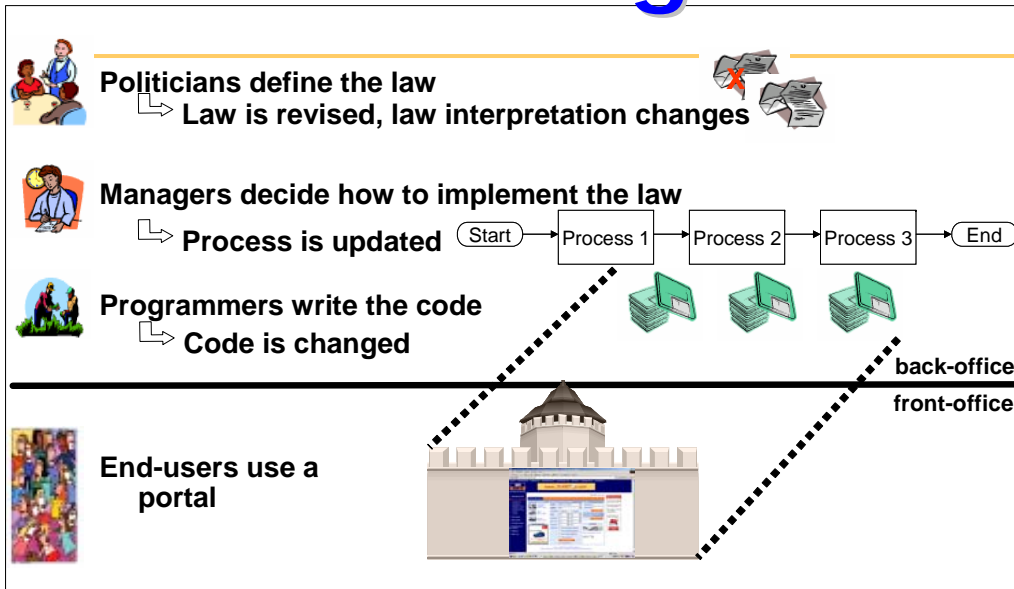 g
Politicians define the law
Law is revised, law interpretation changes
X
Managers decide how to implement the law
Process is updated
Start
Process 1
Process 2
Process 3
End
Programmers write the code
Code is changed
back-office
front-office
End-users use a
portal